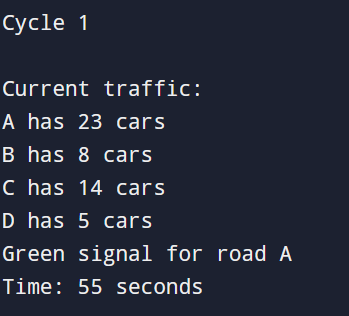 Cycle 1
Current traffic:
A has 23 cars
B has 8 cars
C has 14 cars
D has 5 cars
Green signal for road A
Time: 55 seconds